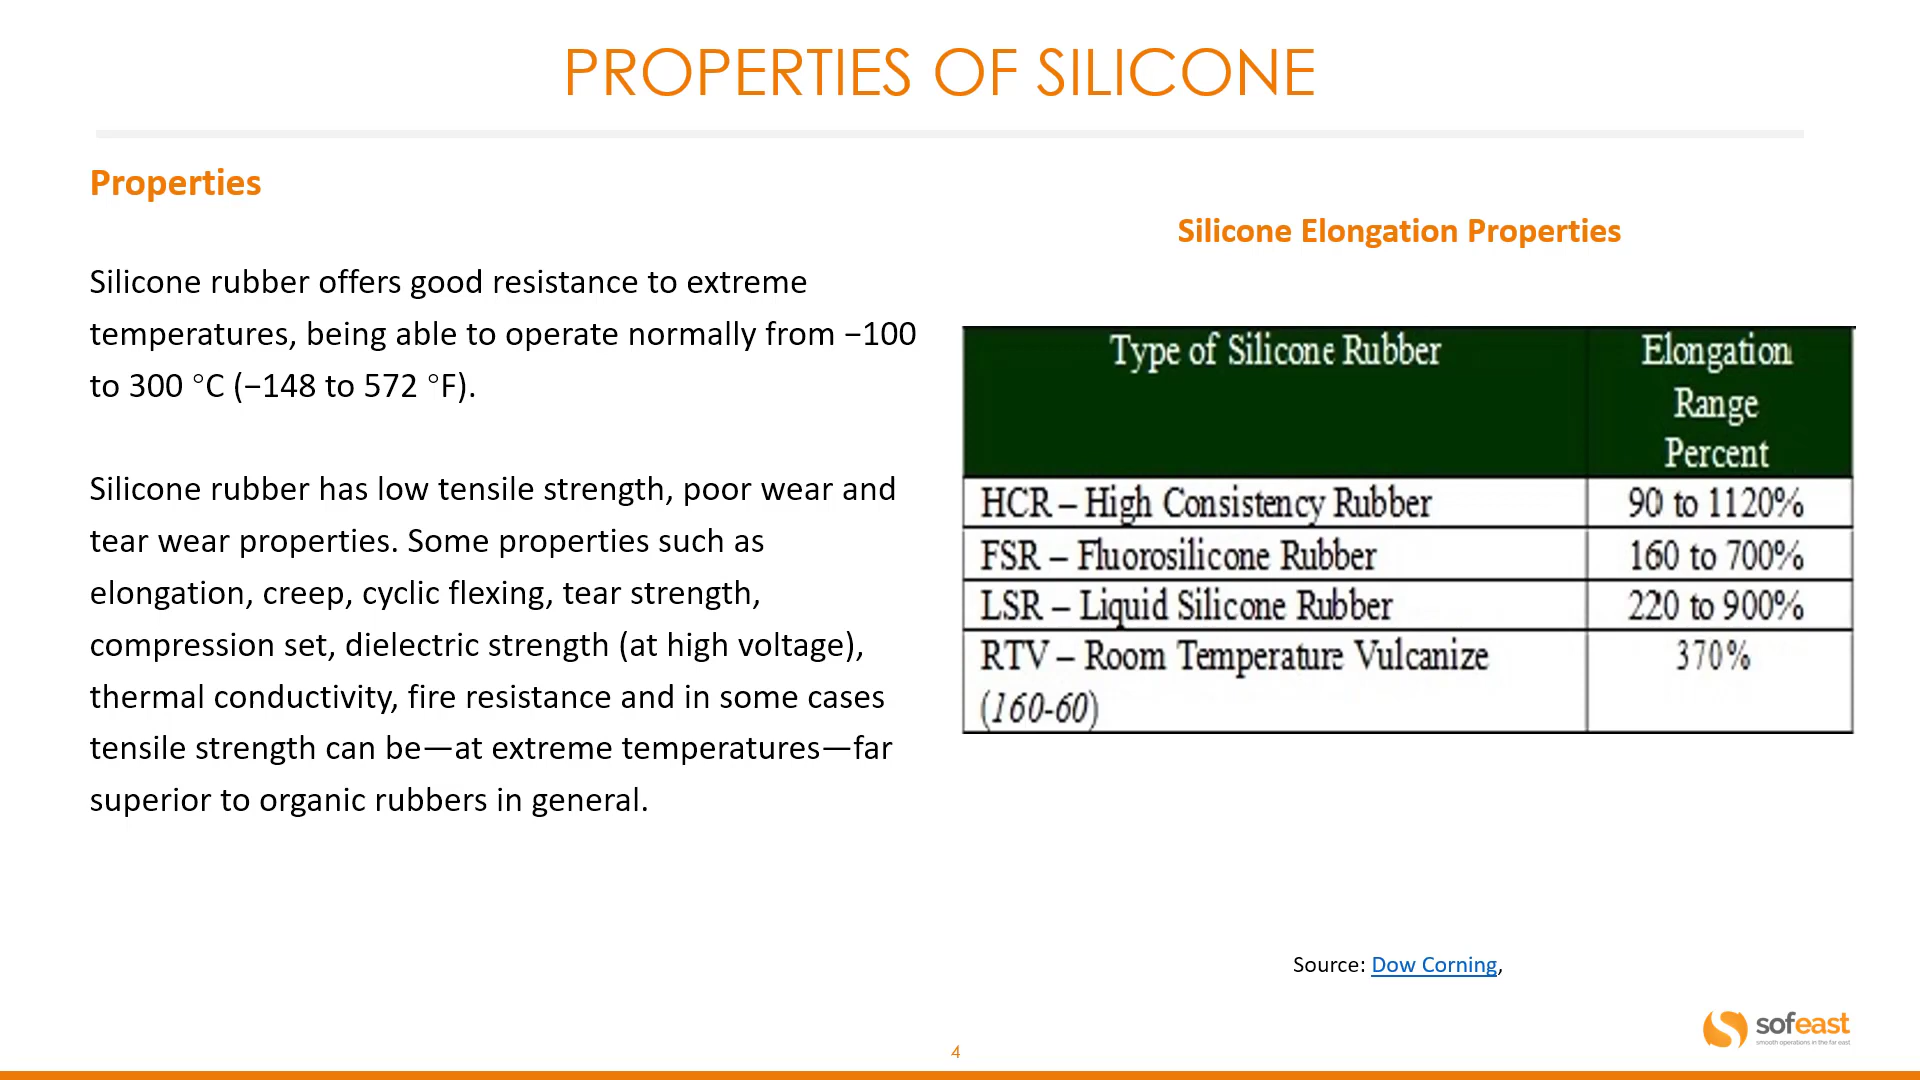 PROPERTIES OF SILICONE
Properties
Silicone rubber offers good resistance to extreme
temperatures, being able to operate normally from −100
to 300 °C (−148 to 572 °F).
Silicone rubber has low tensile strength, poor wear and
tear wear properties. Some properties such as
elongation, creep, cyclic flexing, tear strength,
compression set, dielectric strength (at high voltage),
thermal conductivity, fire resistance and in some cases
tensile strength can be—at extreme temperatures—far
superior to organic rubbers in general.
Silicone Elongation Properties
Type of Silicone Rubber
Elongation
Range
Percent
HCR – High Consistency Rubber 90 to 1120%
FSR – Fluorosilicone Rubber 160 to 700%
LSR – Liquid Silicone Rubber 220 to 900%
RTV – Room Temperature Vulcanize 370%
(160-60)
Source: Dow Corning,
sofeast
smooth operations in the far east
4